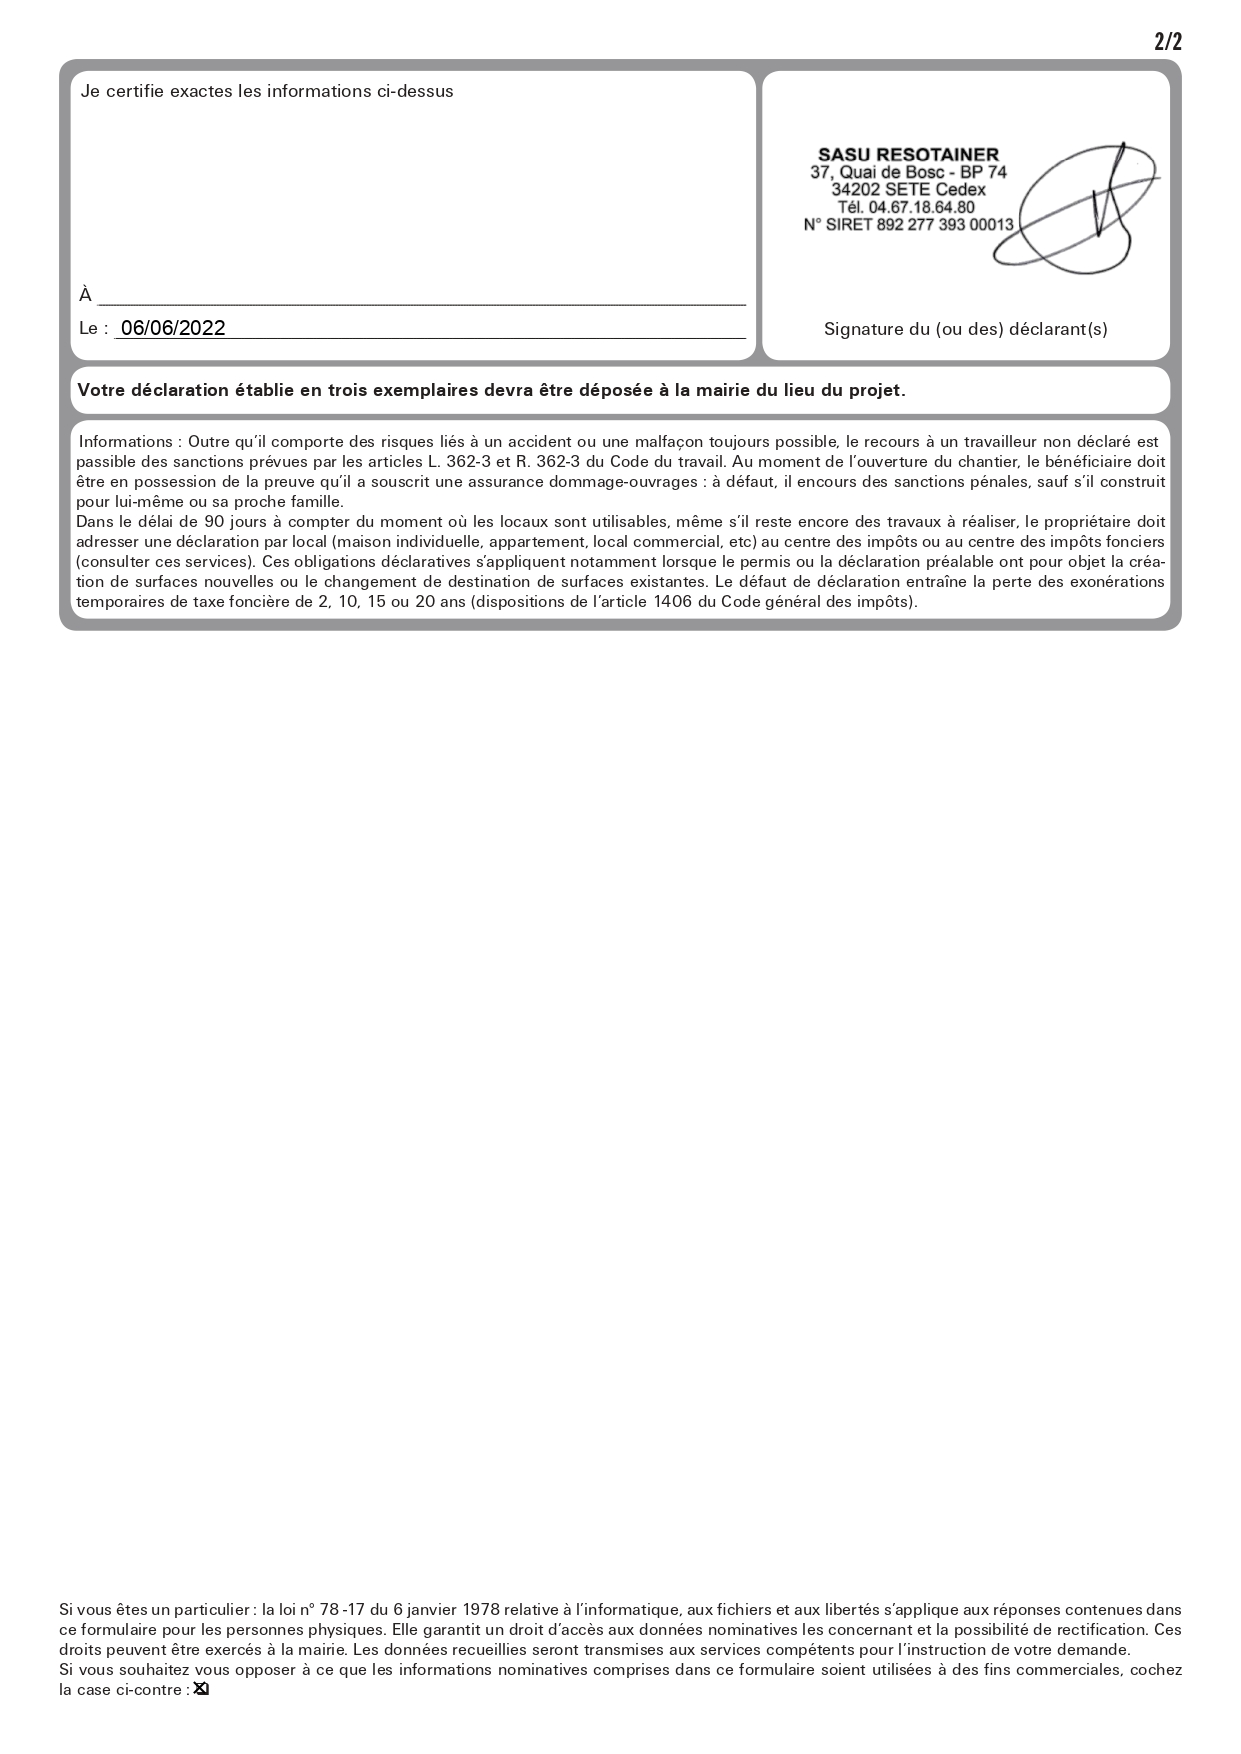 2/2
Je certifie exactes les informations ci-dessus
SASU RESOTAINER
37, Quai de Bosc - BP 74
34202 SETE Cedex
Tél. 04.67.18.64.80
N° SIRET 892 277 393 00013
À
Le : 06/06/2022
Signature du (ou des) déclarant(s)
Votre déclaration établie en trois exemplaires devra être déposée à la mairie du lieu du projet.
Informations : Outre qu’il comporte des risques liés à un accident ou une malfaçon toujours possible, le recours à un travailleur non déclaré est
passible des sanctions prévues par les articles L. 362-3 et R. 362-3 du Code du travail. Au moment de l’ouverture du chantier, le bénéficiaire doit
être en possession de la preuve qu’il a souscrit une assurance dommage-ouvrages : à défaut, il encours des sanctions pénales, sauf s’il construit
pour lui-même ou sa proche famille.
Dans le délai de 90 jours à compter du moment où les locaux sont utilisables, même s’il reste encore des travaux à réaliser, le propriétaire doit
adresser une déclaration par local (maison individuelle, appartement, local commercial, etc) au centre des impôts ou au centre des impôts fonciers
(consulter ces services). Ces obligations déclaratives s’appliquent notamment lorsque le permis ou la déclaration préalable ont pour objet la créa-
tion de surfaces nouvelles ou le changement de destination de surfaces existantes. Le défaut de déclaration entraîne la perte des exonérations
temporaires de taxe foncière de 2, 10, 15 ou 20 ans (dispositions de l’article 1406 du Code général des impôts).
Si vous êtes un particulier : la loi n° 78 -17 du 6 janvier 1978 relative à l’informatique, aux fichiers et aux libertés s’applique aux réponses contenues dans
ce formulaire pour les personnes physiques. Elle garantit un droit d’accès aux données nominatives les concernant et la possibilité de rectification. Ces
droits peuvent être exercés à la mairie. Les données recueillies seront transmises aux services compétents pour l’instruction de votre demande.
Si vous souhaitez vous opposer à ce que les informations nominatives comprises dans ce formulaire soient utilisées à des fins commerciales, cochez
la case ci-contre :